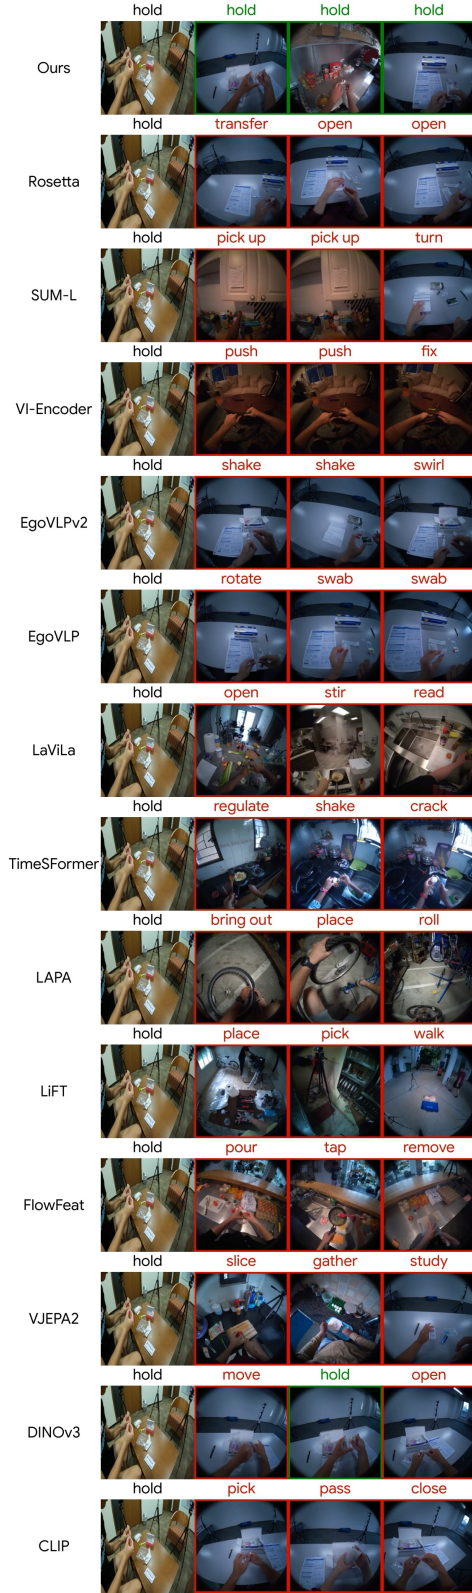 hold hold hold hold
Ours
hold transfer open open
Rosetta
hold pick up pick up turn
SUM-L
hold push push fix
VI-Encoder
hold shake shake swirl
EgoVLPv2
hold rotate swab swab
EgoVLP
hold open stir read
LaViLa
hold regulate shake crack
TimeSFormer
hold bring out place roll
LAPA
hold place pick walk
LiFT
hold pour tap remove
FlowFeat
hold slice gather study
VJEPA2
hold move hold open
DINOv3
hold pick pass close
CLIP